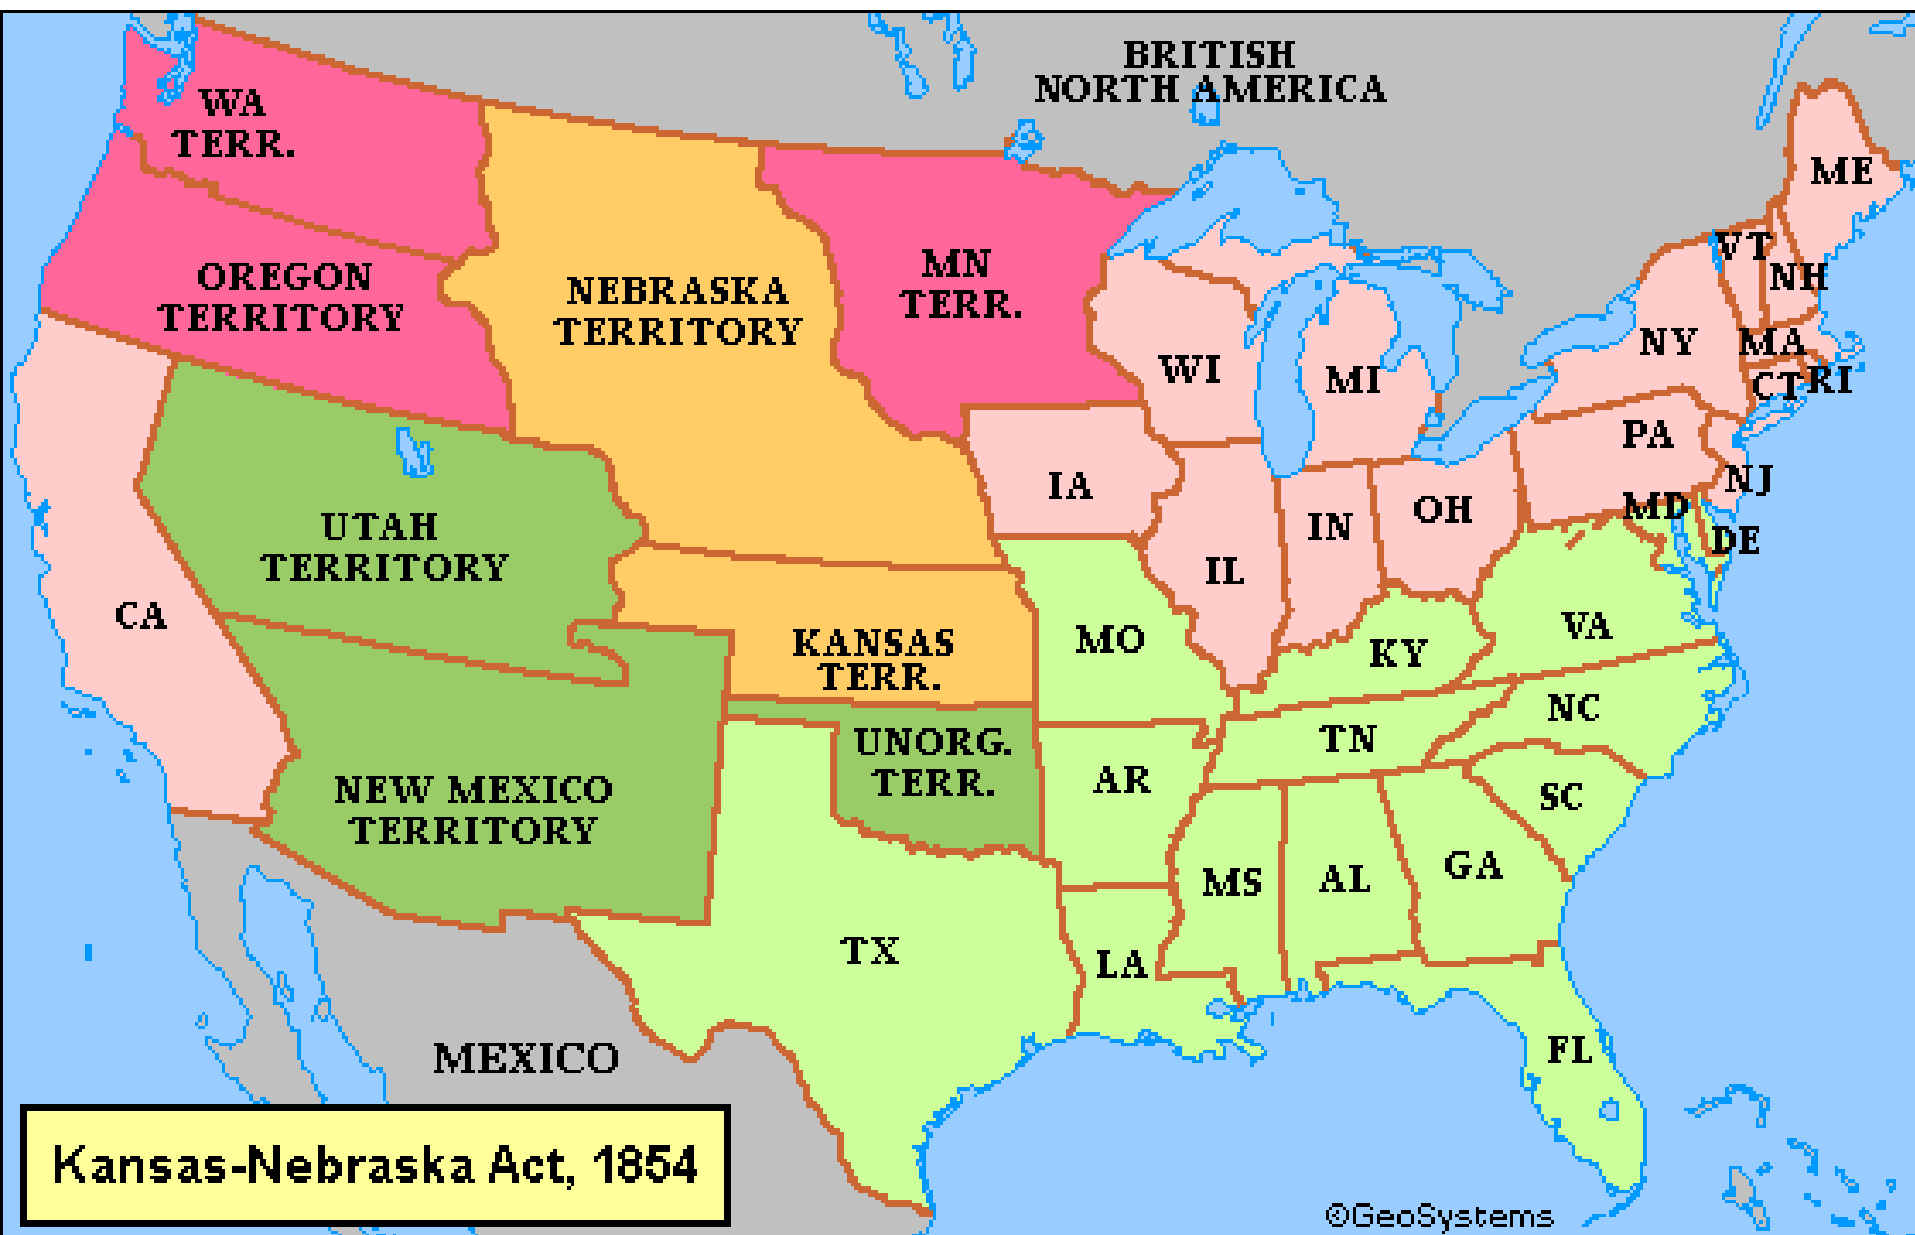 BRITISH
NORTH AMERICA
WA
TERR.
ME
OREGON
TERRITORY
NEBRASKA
TERRITORY
MN
TERR.
VT
NH
WI
MI
NY
MA
CT
RI
PA
NJ
IA
IL
IN
OH
MD
DE
UTAH
TERRITORY
CA
KANSAS
TERR.
MO
KY
VA
NEW MEXICO
TERRITORY
UNORG.
TERR.
AR
TN
NC
SC
TX
LA
MS
AL
GA
FL
MEXICO
Kansas-Nebraska Act, 1854
©GeoSystems